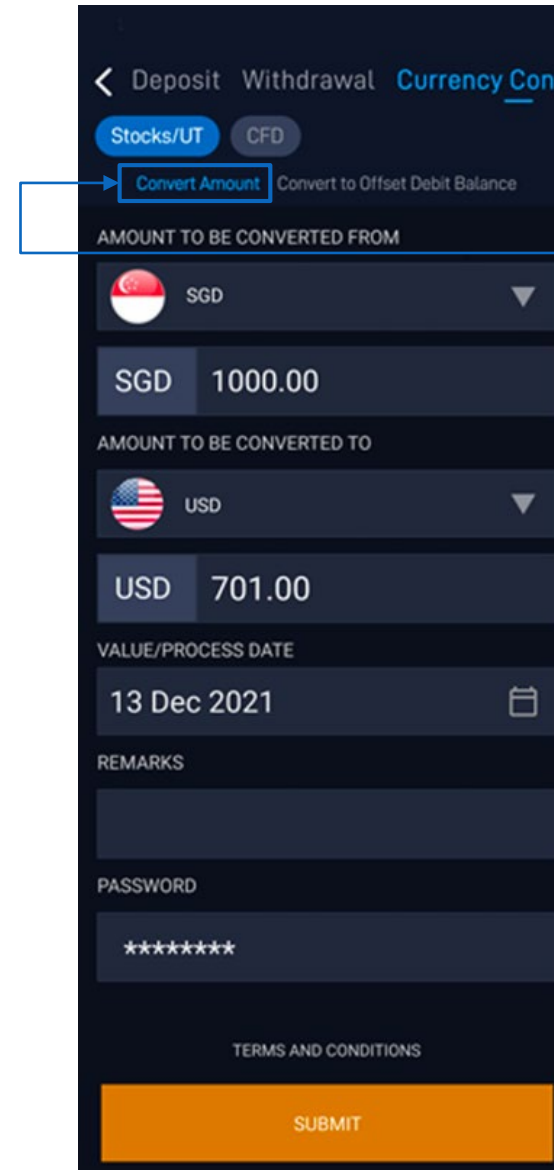 Deposit Withdrawal Currency Con
Stocks/UT CFD
Convert Amount Convert to Offset Debit Balance
AMOUNT TO BE CONVERTED FROM
SGD
SGD 1000.00
AMOUNT TO BE CONVERTED TO
USD
USD 701.00
VALUE/PROCESS DATE
13 Dec 2021
REMARKS
PASSWORD
********
TERMS AND CONDITIONS
SUBMIT